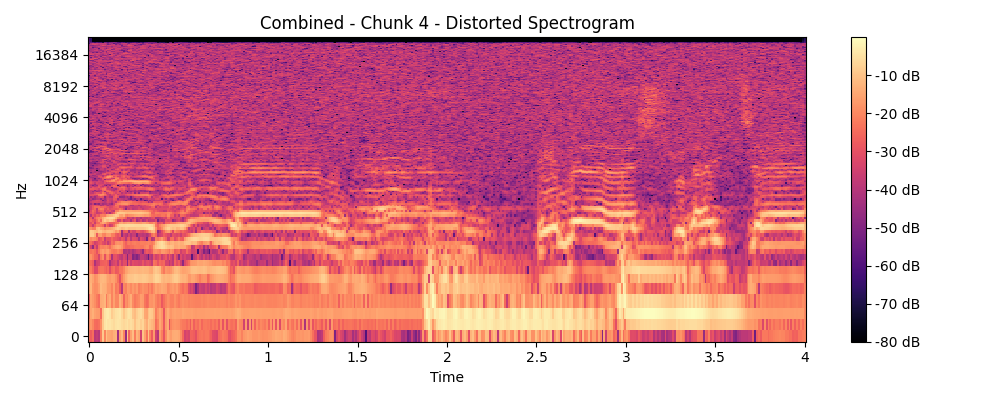 Combined - Chunk 4 - Distorted Spectrogram
Hz
16384
8192
4096
2048
1024
512
256
128
64
0
0 0.5 1 1.5 2 2.5 3 3.5 4
Time
-10 dB
-20 dB
-30 dB
-40 dB
-50 dB
-60 dB
-70 dB
-80 dB